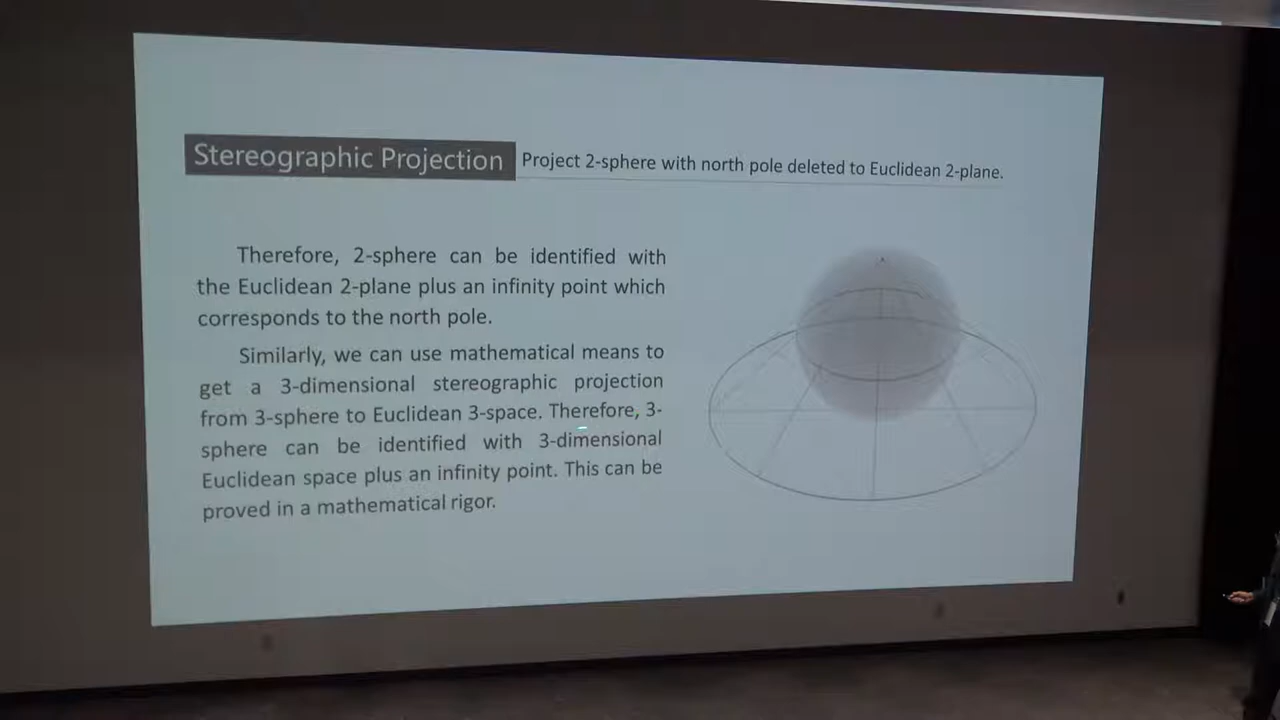 Stereographic Projection
Project 2-sphere with north pole deleted to Euclidean 2-plane.
Therefore, 2-sphere can be identified with
the Euclidean 2-plane plus an infinity point which
corresponds to the north pole.
Similarly, we can use mathematical means to
get a 3-dimensional stereographic projection
from 3-sphere to Euclidean 3-space. Therefore, 3-
sphere can be identified with 3-dimensional
Euclidean space plus an infinity point. This can be
proved in a mathematical rigor.